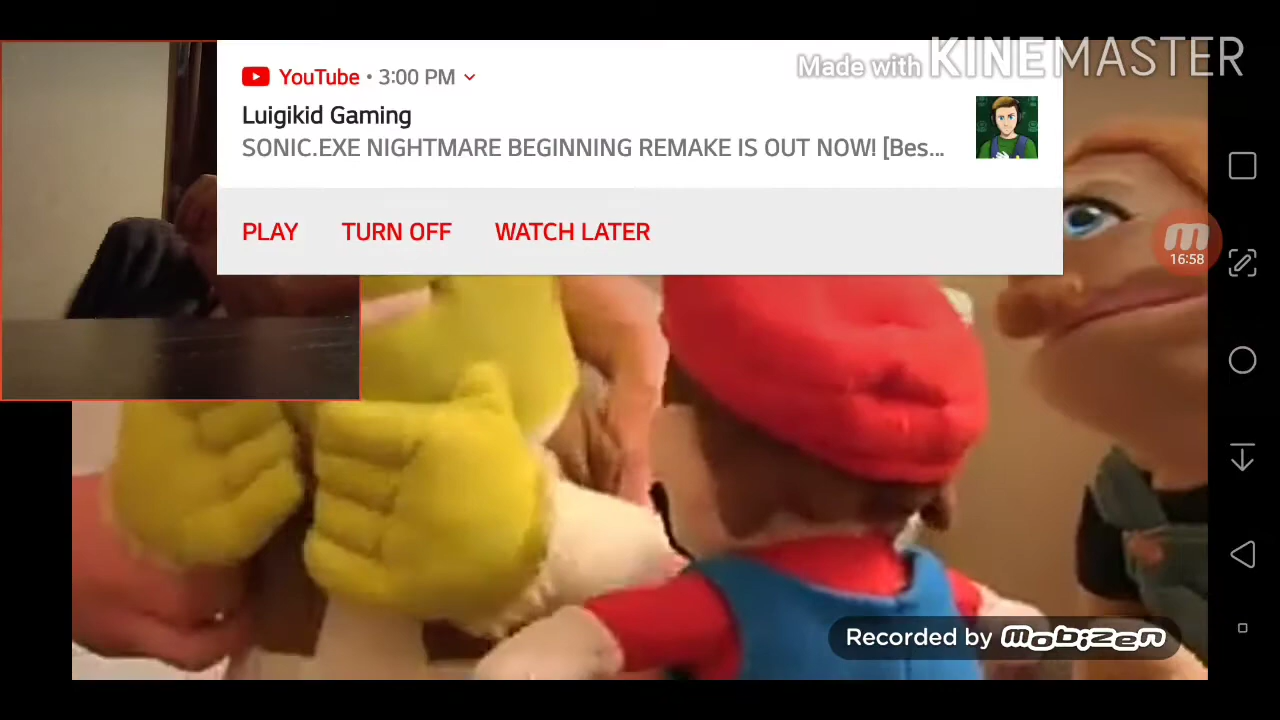 Made with KINEMASTER
YouTube • 3:00 PM
Luigikid Gaming
SONIC.EXE NIGHTMARE BEGINNING REMAKE IS OUT NOW! [Bes...
PLAY TURN OFF WATCH LATER
16:58
Recorded by mobizen